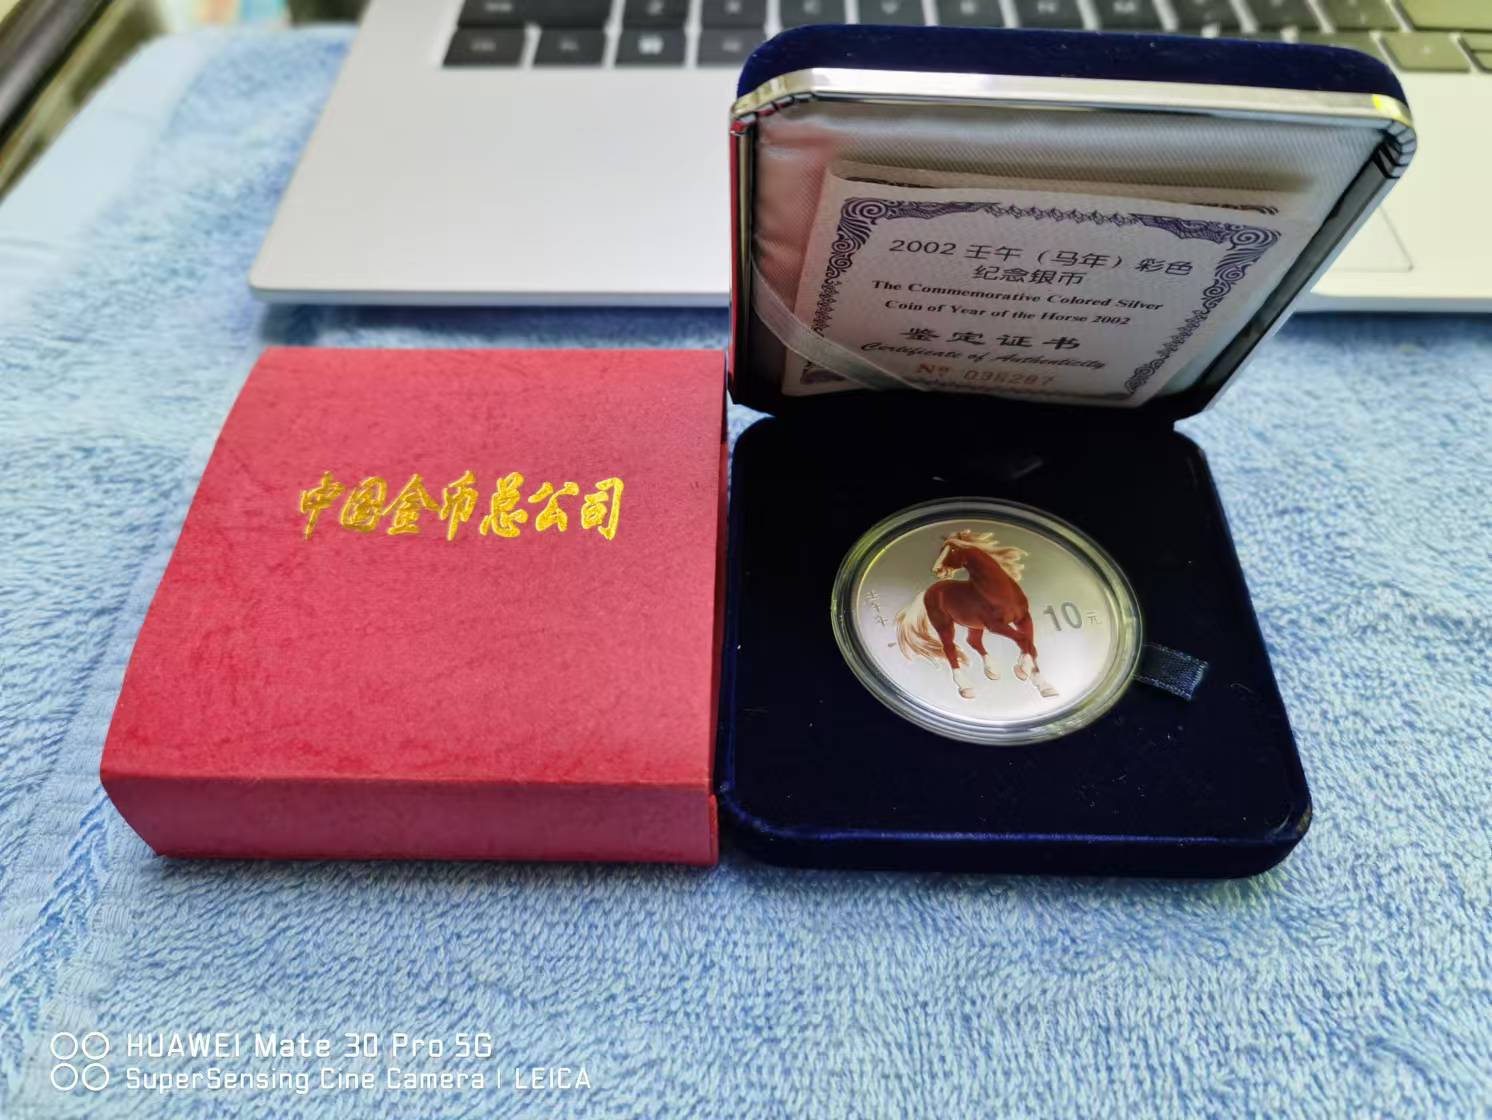 中国金币总公司
2002 壬午（马年）彩色
纪念银币
The Commemorative Colored Silver
Coin of Year of the Horse 2002
鉴定证书
Certificate of Authenticity
10元
HUAWEI Mate 30 Pro 5G
SuperSensing Cine Camera | LEICA